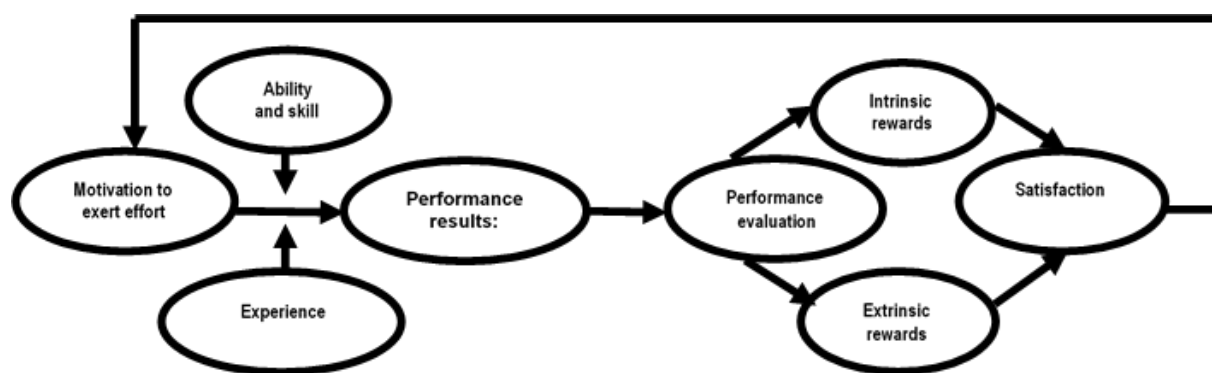 Ability
and skill
Intrinsic
rewards
Motivation to
exert effort
Performance
results:
Performance
evaluation
Satisfaction
Experience
Extrinsic
rewards